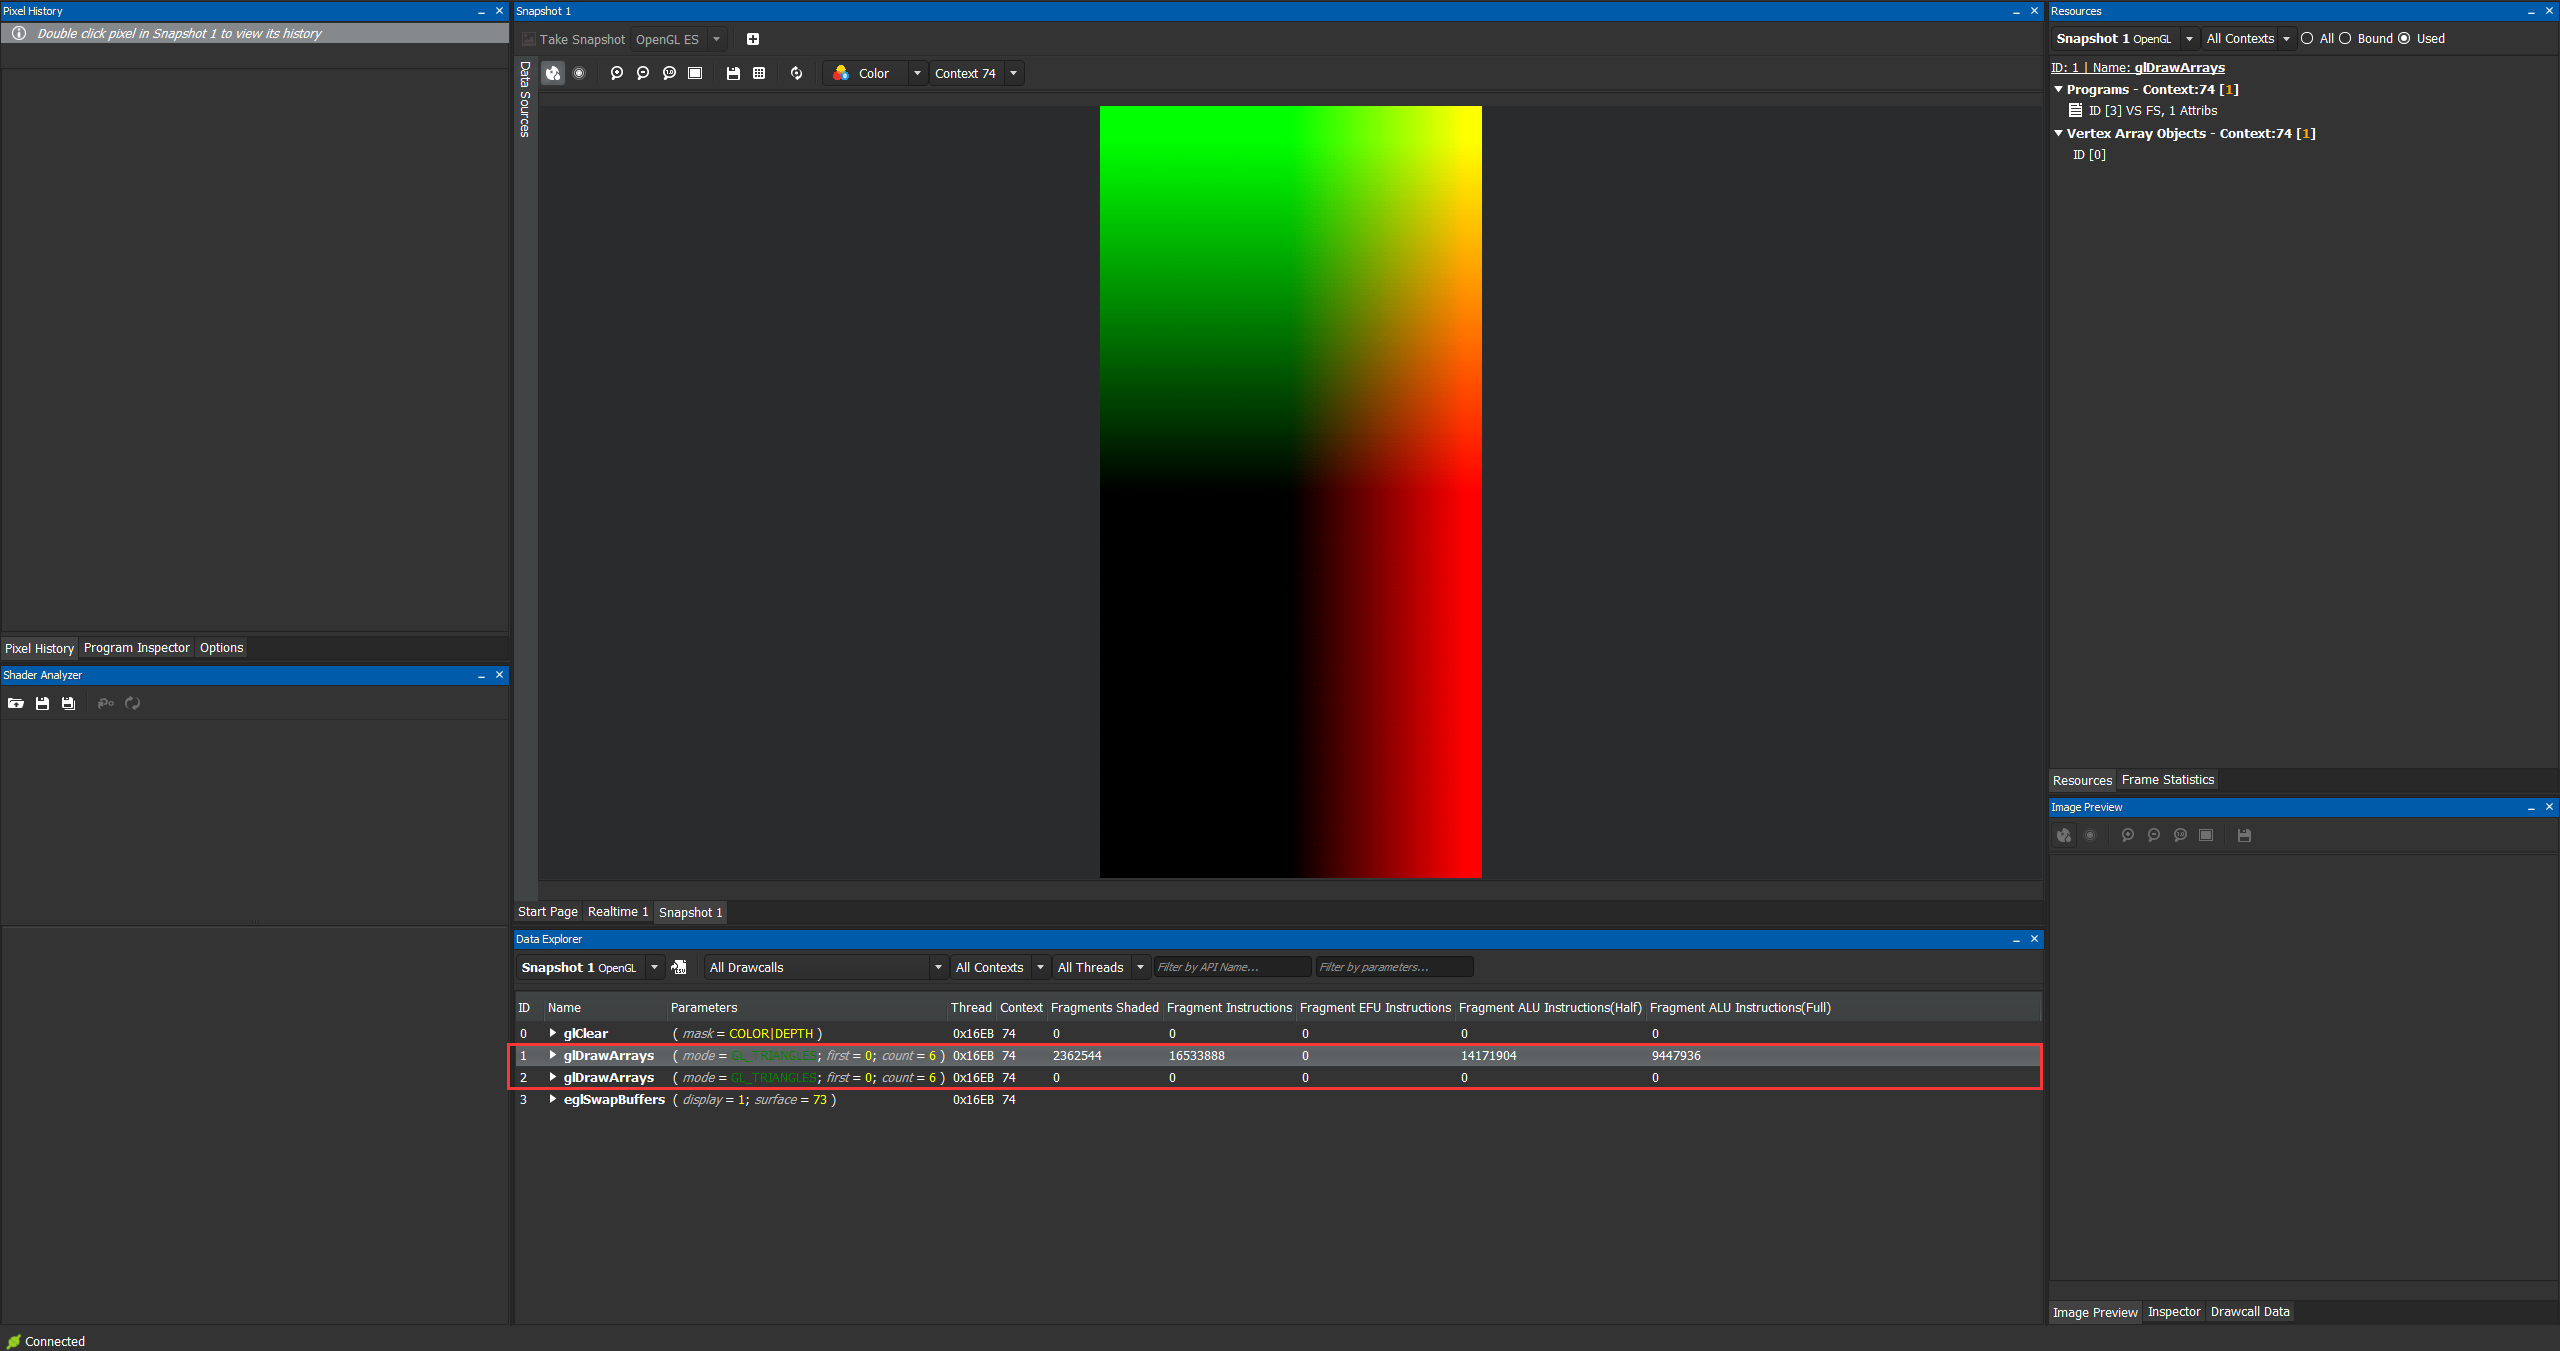 Pixel History
Double click pixel in Snapshot 1 to view its history
Pixel History Program Inspector Options
Shader Analyzer
Snapshot 1
Take Snapshot OpenGL ES
Color Context 74
Data Sources
Start Page Realtime 1 Snapshot 1
Data Explorer
Snapshot 1 OpenGL All Drawcalls All Contexts All Threads Filter by API Name... Filter by parameters...
ID Name Parameters Thread Context Fragments Shaded Fragment Instructions Fragment EFU Instructions Fragment ALU Instructions(Half) Fragment ALU Instructions(Full)
0 glClear ( mask = COLOR|DEPTH ) 0x16EB 74 0 0 0 0 0
1 glDrawArrays ( mode = GL_TRIANGLES; first = 0; count = 6 ) 0x16EB 74 2362544 16533888 0 14171904 9447936
2 glDrawArrays ( mode = GL_TRIANGLES; first = 0; count = 6 ) 0x16EB 74 0 0 0 0 0
3 eglSwapBuffers ( display = 1; surface = 73 ) 0x16EB 74
Resources
Snapshot 1 OpenGL All Contexts All Bound Used
ID: 1 | Name: glDrawArrays
Programs - Context:74 [1]
ID [3] VS FS, 1 Attribs
Vertex Array Objects - Context:74 [1]
ID [0]
Resources Frame Statistics
Image Preview
Image Preview Inspector Drawcall Data
Connected